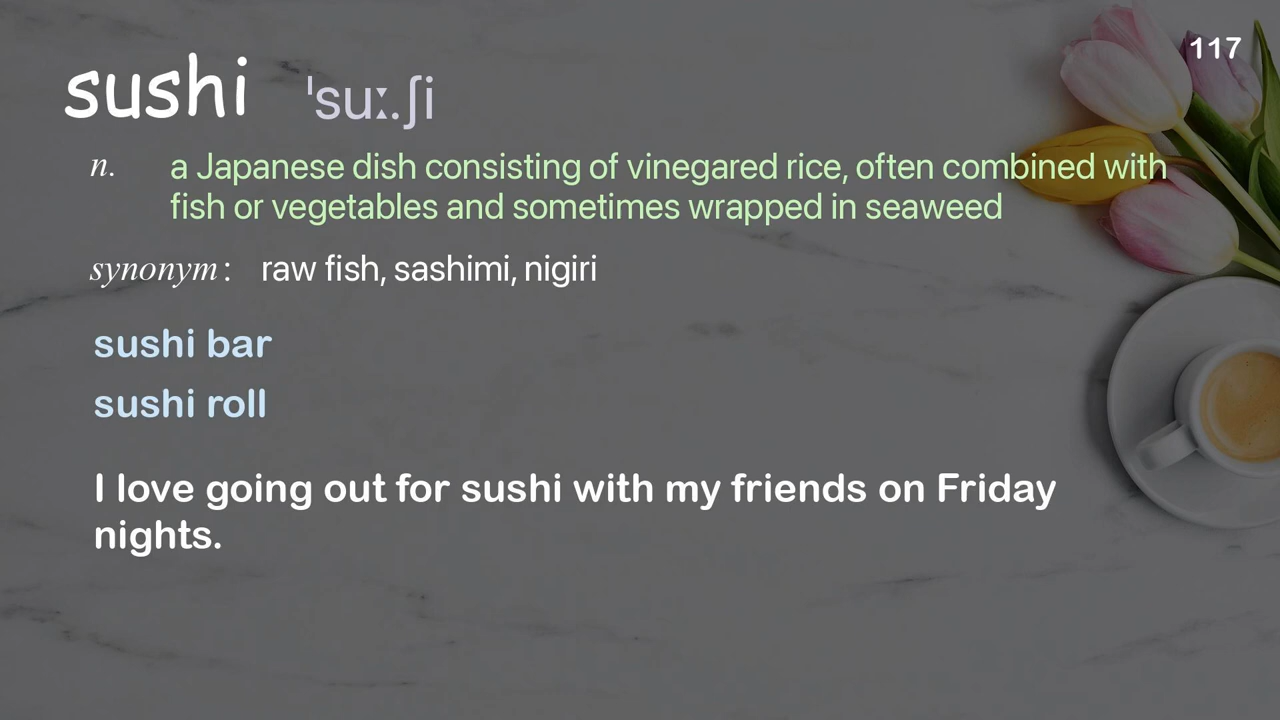 117
sushi ˈsuː.ʃi
n. a Japanese dish consisting of vinegared rice, often combined with
fish or vegetables and sometimes wrapped in seaweed
synonym: raw fish, sashimi, nigiri
sushi bar
sushi roll
I love going out for sushi with my friends on Friday
nights.